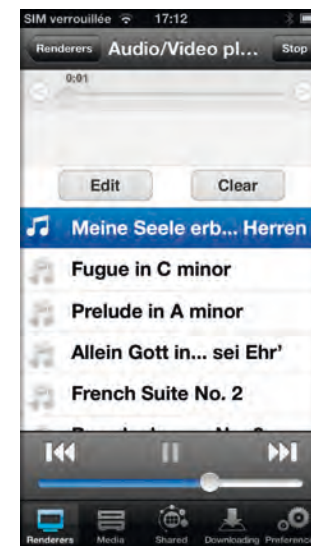 SIM verrouillée 17:12
Renderers Audio/Video pl... Stop
0:01
Edit Clear
Meine Seele erb... Herren
Fugue in C minor
Prelude in A minor
Allein Gott in... sei Ehr’
French Suite No. 2
Renderers Media Shared Downloading